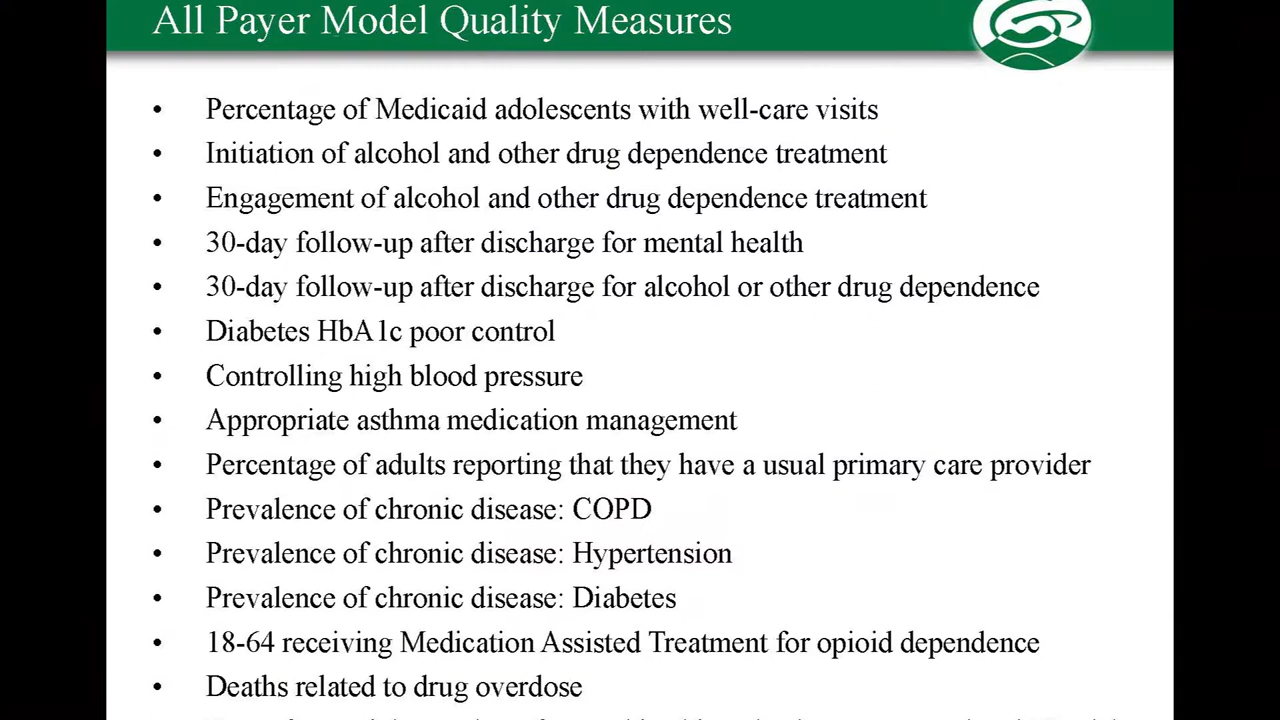 All Payer Model Quality Measures
• Percentage of Medicaid adolescents with well-care visits
• Initiation of alcohol and other drug dependence treatment
• Engagement of alcohol and other drug dependence treatment
• 30-day follow-up after discharge for mental health
• 30-day follow-up after discharge for alcohol or other drug dependence
• Diabetes HbA1c poor control
• Controlling high blood pressure
• Appropriate asthma medication management
• Percentage of adults reporting that they have a usual primary care provider
• Prevalence of chronic disease: COPD
• Prevalence of chronic disease: Hypertension
• Prevalence of chronic disease: Diabetes
• 18-64 receiving Medication Assisted Treatment for opioid dependence
• Deaths related to drug overdose